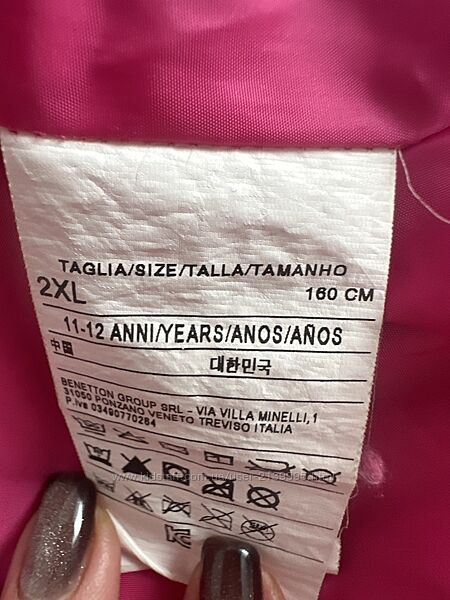 TAGLIA/SIZE/TALLA/TAMANHO
2XL 160 CM
11-12 ANNI/YEARS/ANOS/AÑOS
中国 대한민국
BENETTON GROUP SRL - VIA VILLA MINELLI,1
31050 PONZANO VENETO TREVISO ITALIA
P.iva 03490770264